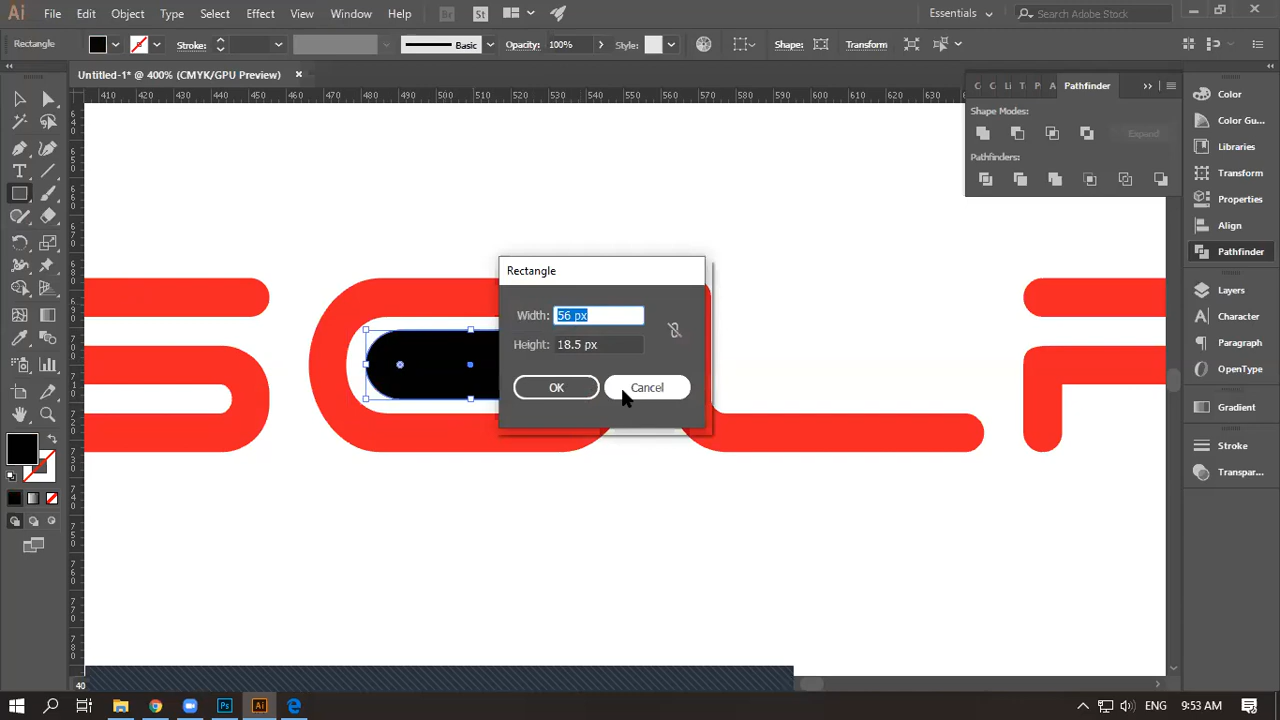 Ai File Edit Object Type Select Effect View Window Help Br St Essentials Search Adobe Stock
Rectangle Stroke: Basic Opacity: 100% Style: Shape: Transform
Untitled-1* @ 400% (CMYK/GPU Preview)
410 420 430 440 450 460 470 480 490 500 510 520 530 540 550 560 570 580 590 600 610 620 630
Pathfinder
Shape Modes:
Expand
Pathfinders:
Color
Color Gu...
Libraries
Transform
Properties
Align
Pathfinder
Layers
Character
Paragraph
OpenType
Gradient
Stroke
Transpar...
Rectangle
Width: 56 px
Height: 18.5 px
OK Cancel
40
Ps Ai ENG 9:53 AM